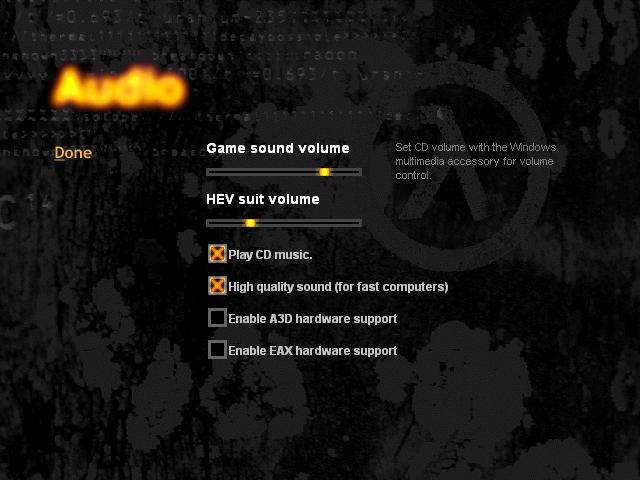 Audio
Done
Game sound volume
Set CD volume with the Windows
multimedia accessory for volume
control.
HEV suit volume
Play CD music.
High quality sound (for fast computers)
Enable A3D hardware support
Enable EAX hardware support